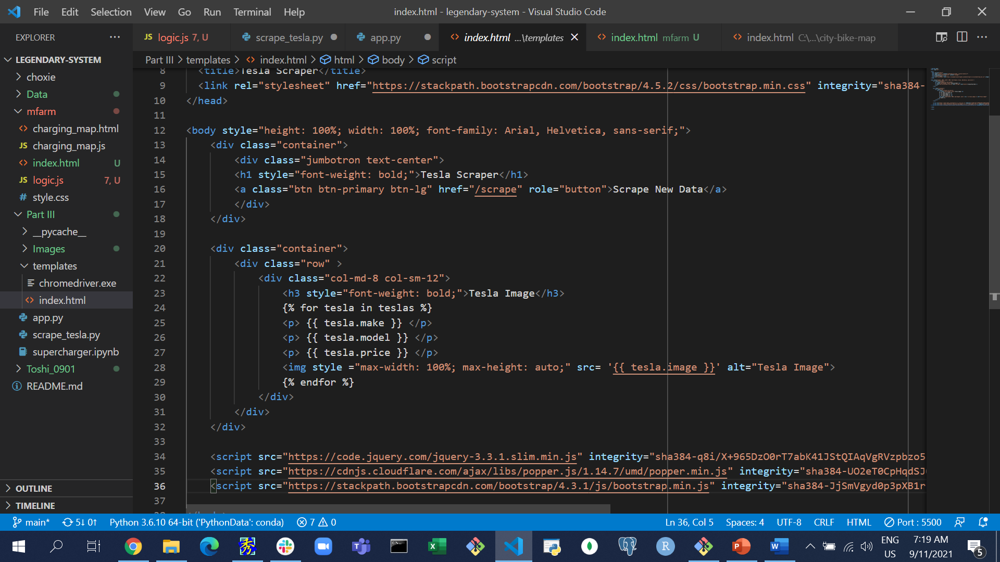 File Edit Selection View Go Run Terminal Help
index.html - legendary-system - Visual Studio Code
EXPLORER ···
JS logic.js 7, U
scrape_tesla.py
app.py
<> index.html ...\templates
<> index.html mfarm U
<> index.html C:\...\city-bike-map
Part III > templates > <> index.html > html > body > script
LEGENDARY-SYSTEM
choxie
Data
mfarm
<> charging_map.html
JS charging_map.js
<> index.html U
JS logic.js 7, U
# style.css
Part III
__pycache__
Images
templates
chromedriver.exe
<> index.html
app.py
scrape_tesla.py
supercharger.ipynb
Toshi_0901
README.md
OUTLINE
TIMELINE
8 <title>Tesla Scraper</title>
9 <link rel="stylesheet" href="https://stackpath.bootstrapcdn.com/bootstrap/4.5.2/css/bootstrap.min.css" integrity="sha384-
10 </head>
11
12 <body style="height: 100%; width: 100%; font-family: Arial, Helvetica, sans-serif;">
13 <div class="container">
14 <div class="jumbotron text-center">
15 <h1 style="font-weight: bold;">Tesla Scraper</h1>
16 <a class="btn btn-primary btn-lg" href="/scrape" role="button">Scrape New Data</a>
17 </div>
18 </div>
19
20 <div class="container">
21 <div class="row" >
22 <div class="col-md-8 col-sm-12">
23 <h3 style="font-weight: bold;">Tesla Image</h3>
24 {% for tesla in teslas %}
25 <p> {{ tesla.make }} </p>
26 <p> {{ tesla.model }} </p>
27 <p> {{ tesla.price }} </p>
28 <img style ="max-width: 100%; max-height: auto;" src= '{{ tesla.image }}' alt="Tesla Image">
29 {% endfor %}
30 </div>
31 </div>
32 </div>
33
34 <script src="https://code.jquery.com/jquery-3.3.1.slim.min.js" integrity="sha384-q8i/X+965DzO0rT7abK41JStQIAqVgRVzpbzo5
35 <script src="https://cdnjs.cloudflare.com/ajax/libs/popper.js/1.14.7/umd/popper.min.js" integrity="sha384-UO2eT0CpHqdSJ
36 <script src="https://stackpath.bootstrapcdn.com/bootstrap/4.3.1/js/bootstrap.min.js" integrity="sha384-JjSmVgyd0p3pXB1r
37
main* 5↓ 0↑ Python 3.6.10 64-bit ('PythonData': conda) 7 0
Ln 36, Col 5 Spaces: 4 UTF-8 CRLF HTML Port : 5500
ENG
US
7:19 AM
9/11/2021
5